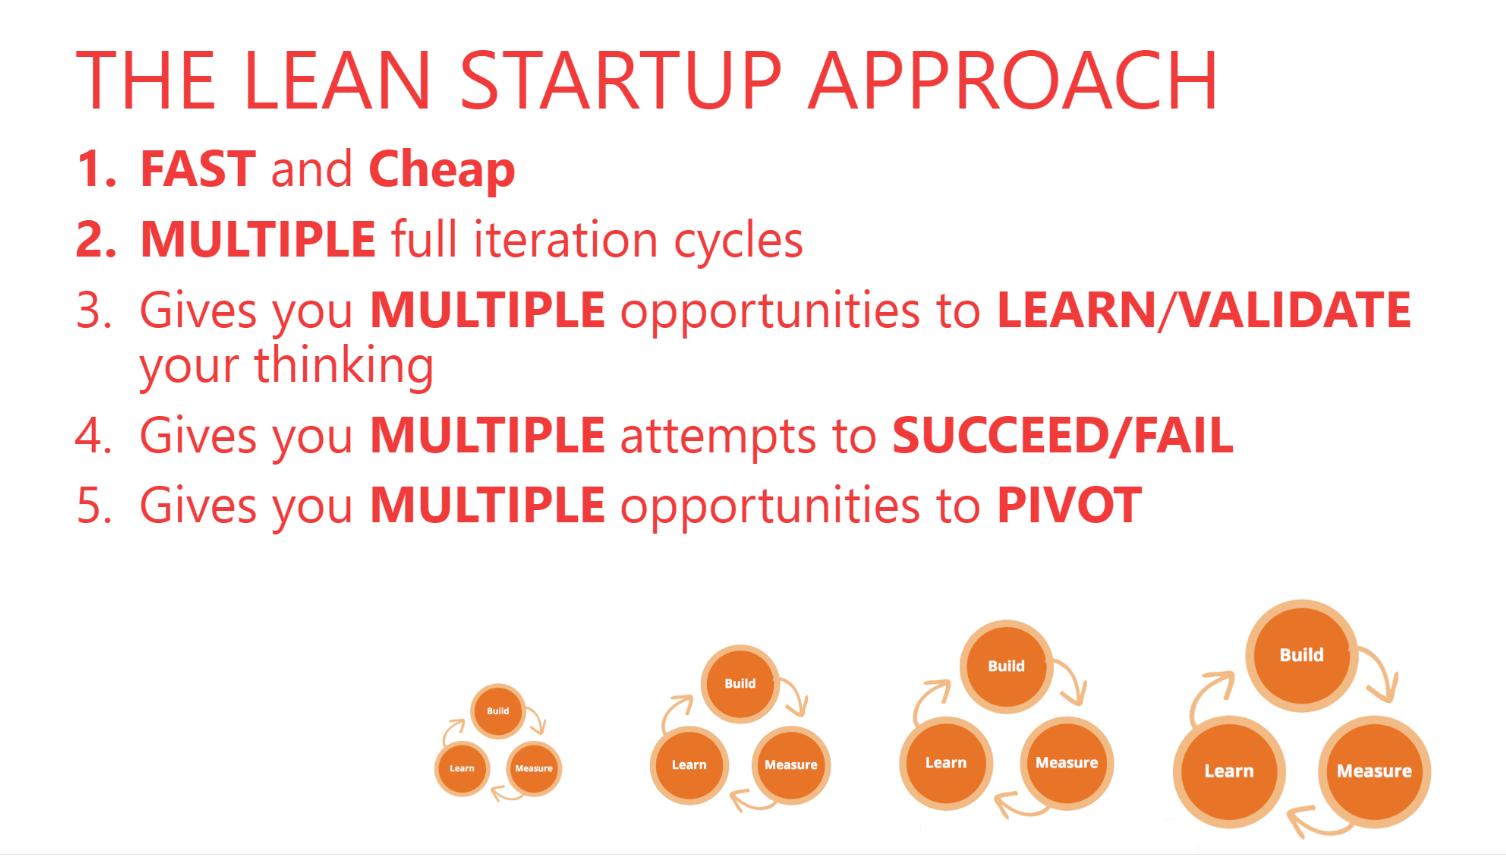 THE LEAN STARTUP APPROACH
1. FAST and Cheap
2. MULTIPLE full iteration cycles
3. Gives you MULTIPLE opportunities to LEARN/VALIDATE
your thinking
4. Gives you MULTIPLE attempts to SUCCEED/FAIL
5. Gives you MULTIPLE opportunities to PIVOT
Build
Learn
Measure
Build
Learn
Measure
Build
Learn
Measure
Build
Learn
Measure